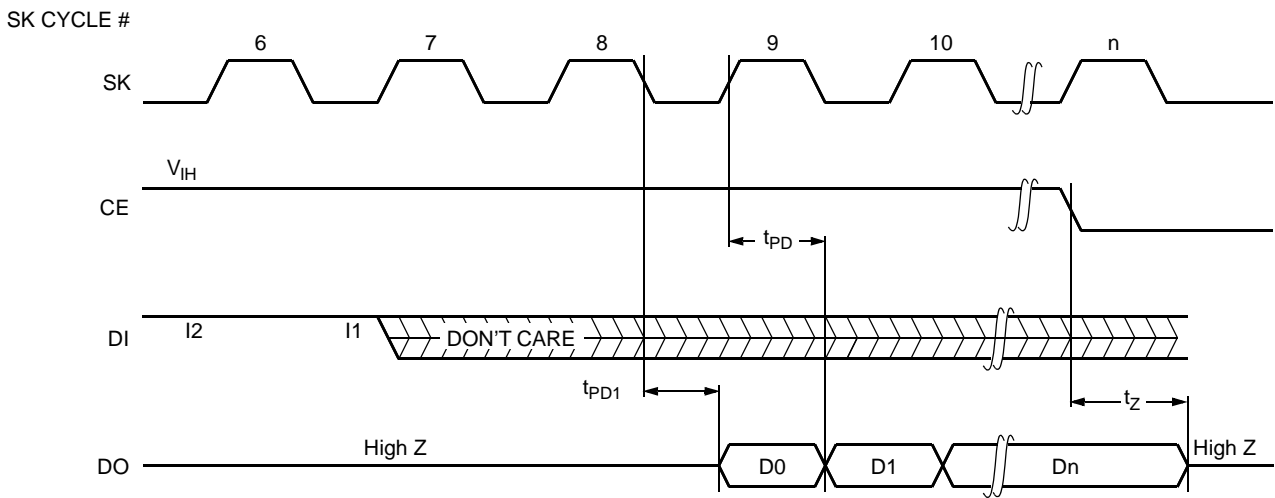 SK CYCLE #
6 7 8 9 10 n
SK
VIH
CE
tPD
DI I2 I1 DON'T CARE
tPD1 tZ
DO High Z D0 D1 Dn High Z